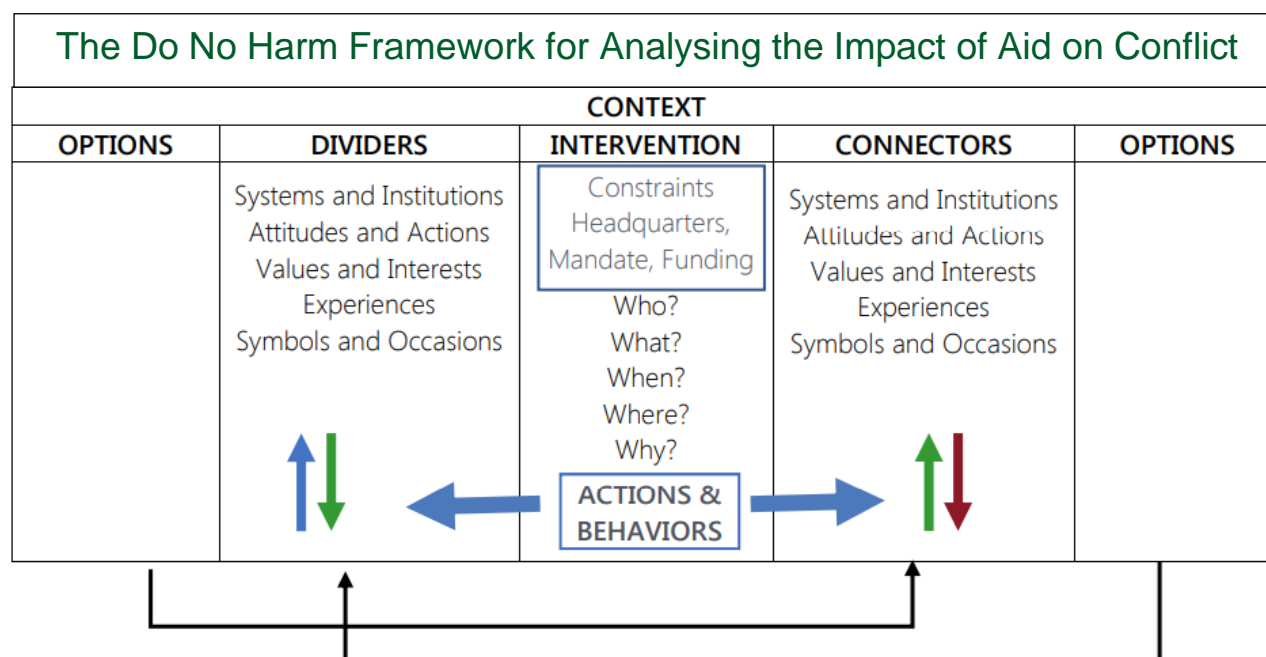 The Do No Harm Framework for Analysing the Impact of Aid on Conflict
CONTEXT
OPTIONS
DIVIDERS
INTERVENTION
CONNECTORS
OPTIONS
Systems and Institutions
Attitudes and Actions
Values and Interests
Experiences
Symbols and Occasions
Constraints
Headquarters,
Mandate, Funding
Who?
What?
When?
Where?
Why?
ACTIONS &
BEHAVIORS
Systems and Institutions
Attitudes and Actions
Values and Interests
Experiences
Symbols and Occasions